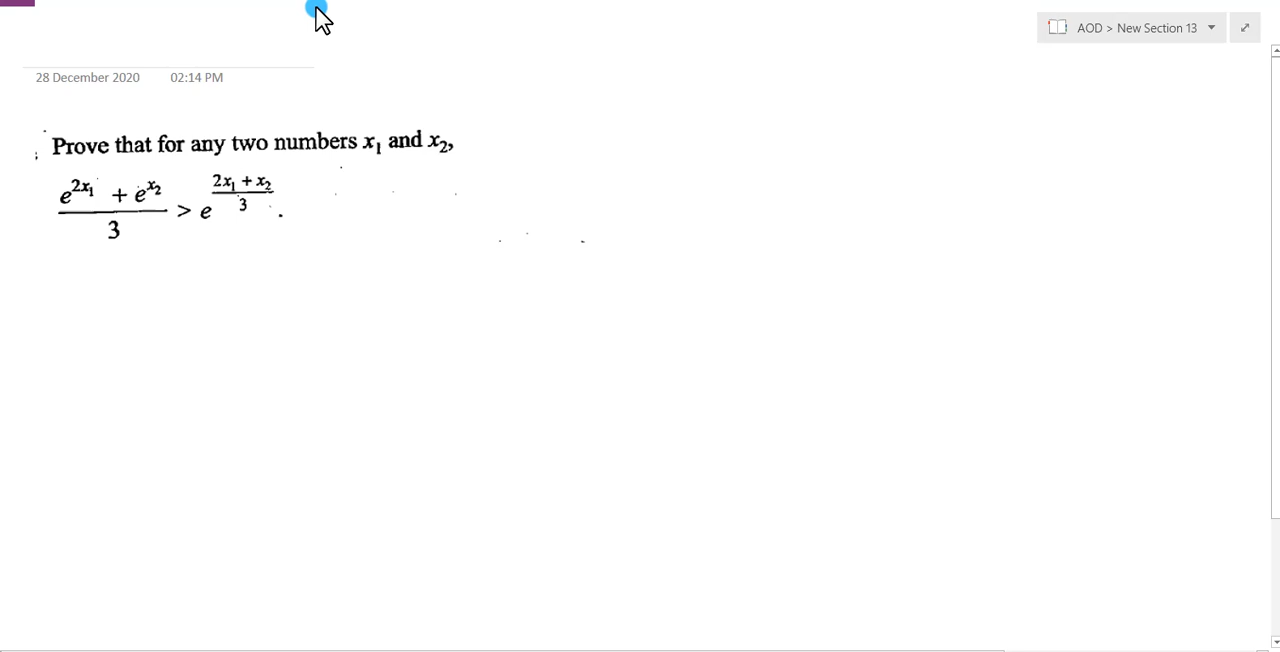 AOD > New Section 13
28 December 2020 02:14 PM
Prove that for any two numbers x₁ and x₂,
(e^(2x₁) + e^(x₂))/3 > e^((2x₁ + x₂)/3).